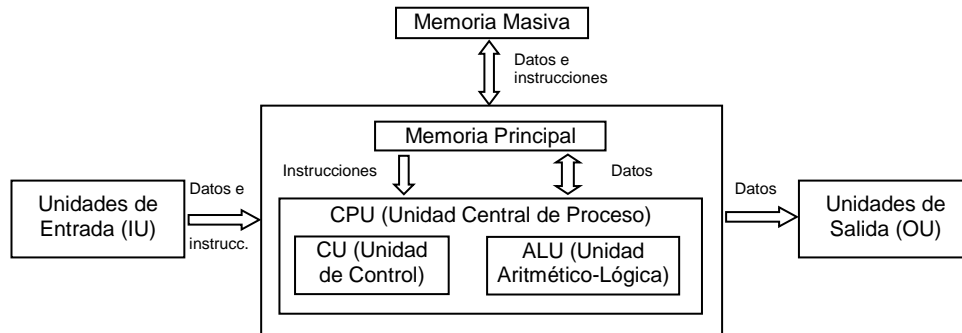 Memoria Masiva
Datos e
instrucciones
Memoria Principal
Instrucciones
Datos
Unidades de
Entrada (IU)
Datos e
instrucc.
CPU (Unidad Central de Proceso)
CU (Unidad
de Control)
ALU (Unidad
Aritmético-Lógica)
Datos
Unidades de
Salida (OU)